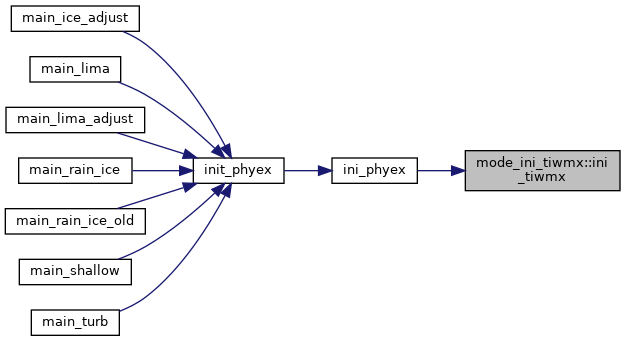 main_ice_adjust
main_lima
main_lima_adjust
main_rain_ice
main_rain_ice_old
main_shallow
main_turb
init_phyex
ini_phyex
mode_ini_tiwmx::ini
_tiwmx